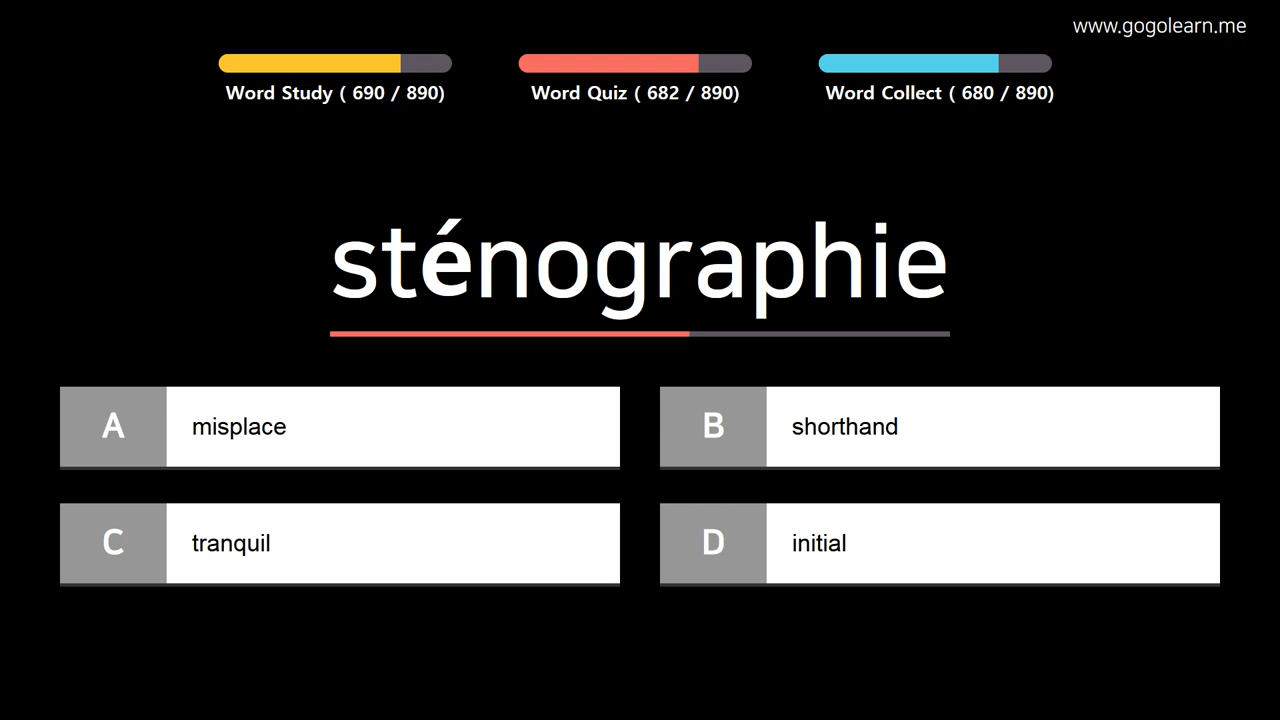 www.gogolearn.me
Word Study ( 690 / 890)
Word Quiz ( 682 / 890)
Word Collect ( 680 / 890)
sténographie
A misplace
B shorthand
C tranquil
D initial